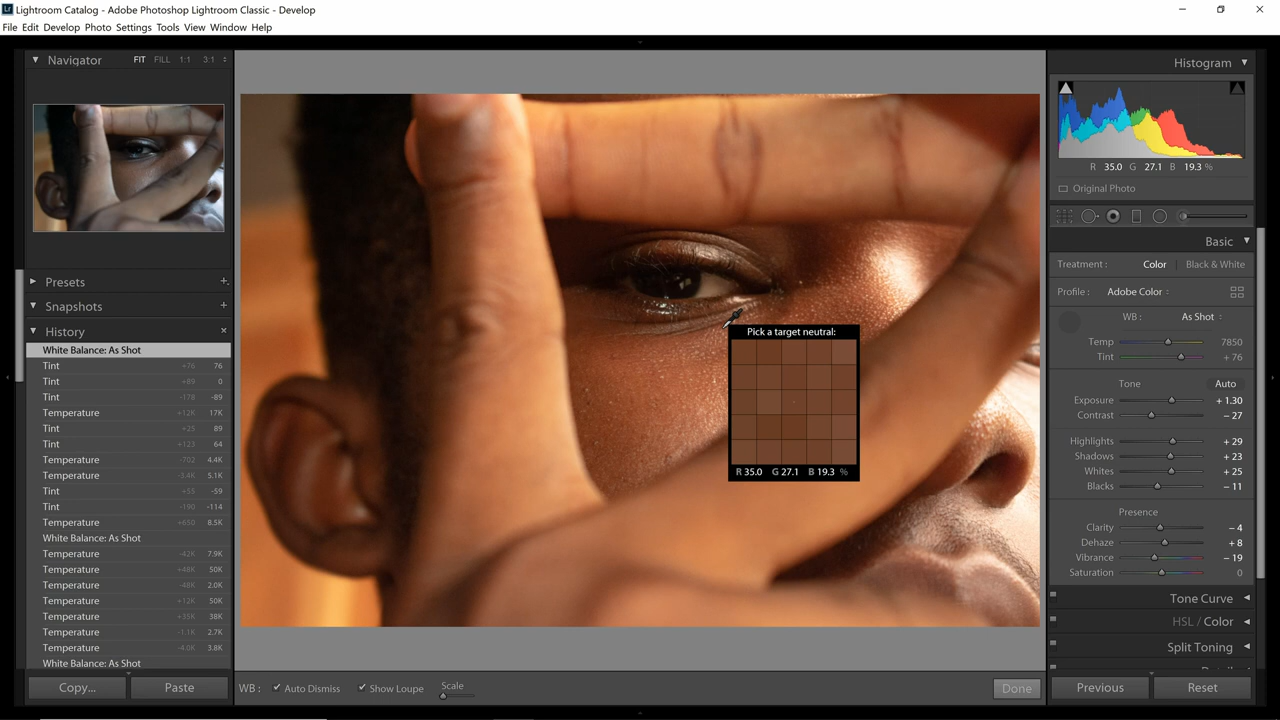 Lightroom Catalog - Adobe Photoshop Lightroom Classic - Develop
File Edit Develop Photo Settings Tools View Window Help
Navigator FIT FILL 1:1 3:1
Presets
Snapshots
History
White Balance: As Shot
Tint +76 76
Tint +89 0
Tint -178 -89
Temperature +12K 17K
Tint +25 89
Tint +123 64
Temperature -702 4.4K
Temperature -3.4K 5.1K
Tint +55 -59
Tint -190 -114
Temperature +650 8.5K
White Balance: As Shot
Temperature -42K 7.9K
Temperature +48K 50K
Temperature -48K 2.0K
Temperature +12K 50K
Temperature +35K 38K
Temperature -1.1K 2.7K
Temperature -4.0K 3.8K
White Balance: As Shot
Copy... Paste
Pick a target neutral:
R 35.0 G 27.1 B 19.3 %
WB : Auto Dismiss Show Loupe Scale
Done
Histogram
R 35.0 G 27.1 B 19.3 %
Original Photo
Basic
Treatment : Color Black & White
Profile : Adobe Color
WB : As Shot
Temp 7850
Tint + 76
Tone Auto
Exposure + 1.30
Contrast – 27
Highlights + 29
Shadows + 23
Whites + 25
Blacks – 11
Presence
Clarity – 4
Dehaze + 8
Vibrance – 19
Saturation 0
Tone Curve
HSL / Color
Split Toning
Previous Reset